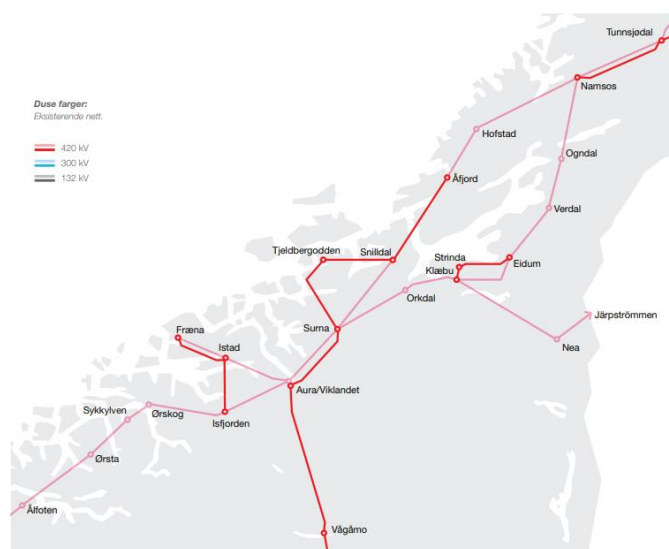 Tunnsjødal
Namsos
Duse farger:
Eksisterende nett.
Hofstad
420 kV
300 kV
Ogndal
132 kV
Åfjord
Verdal
Tjeldbergodden
Snilldal
Strinda
Klæbu
Eidum
Orkdal
Järpströmmen
Fræna
Surna
Istad
Nea
Aura/Viklandet
Sykkylven
Ørskog
Isfjorden
Ørsta
Ålfoten
Vågåmo